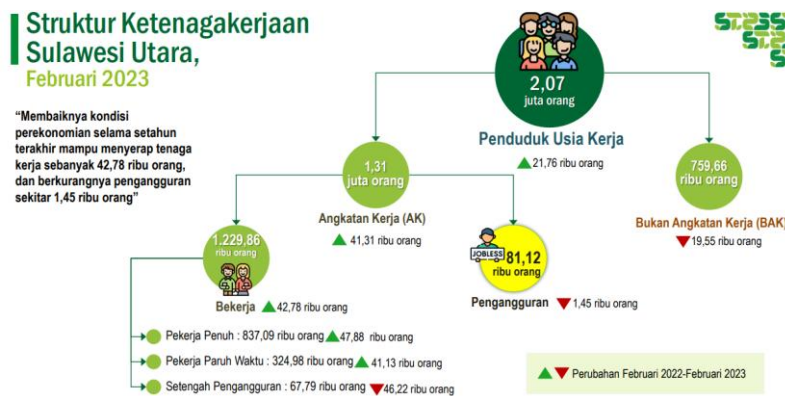 Struktur Ketenagakerjaan
Sulawesi Utara,
Februari 2023
"Membaiknya kondisi
perekonomian selama setahun
terakhir mampu menyerap tenaga
kerja sebanyak 42,78 ribu orang,
dan berkurangnya pengangguran
sekitar 1,45 ribu orang"
2,07
juta orang
Penduduk Usia Kerja
21,76 ribu orang
1,31
juta orang
Angkatan Kerja (AK)
41,31 ribu orang
759,66
ribu orang
Bukan Angkatan Kerja (BAK)
19,55 ribu orang
1.229,86
ribu orang
Bekerja 42,78 ribu orang
JOBLESS
81,12
ribu orang
Pengangguran 1,45 ribu orang
Pekerja Penuh : 837,09 ribu orang 47,88 ribu orang
Pekerja Paruh Waktu : 324,98 ribu orang 41,13 ribu orang
Setengah Pengangguran : 67,79 ribu orang 46,22 ribu orang
Perubahan Februari 2022-Februari 2023